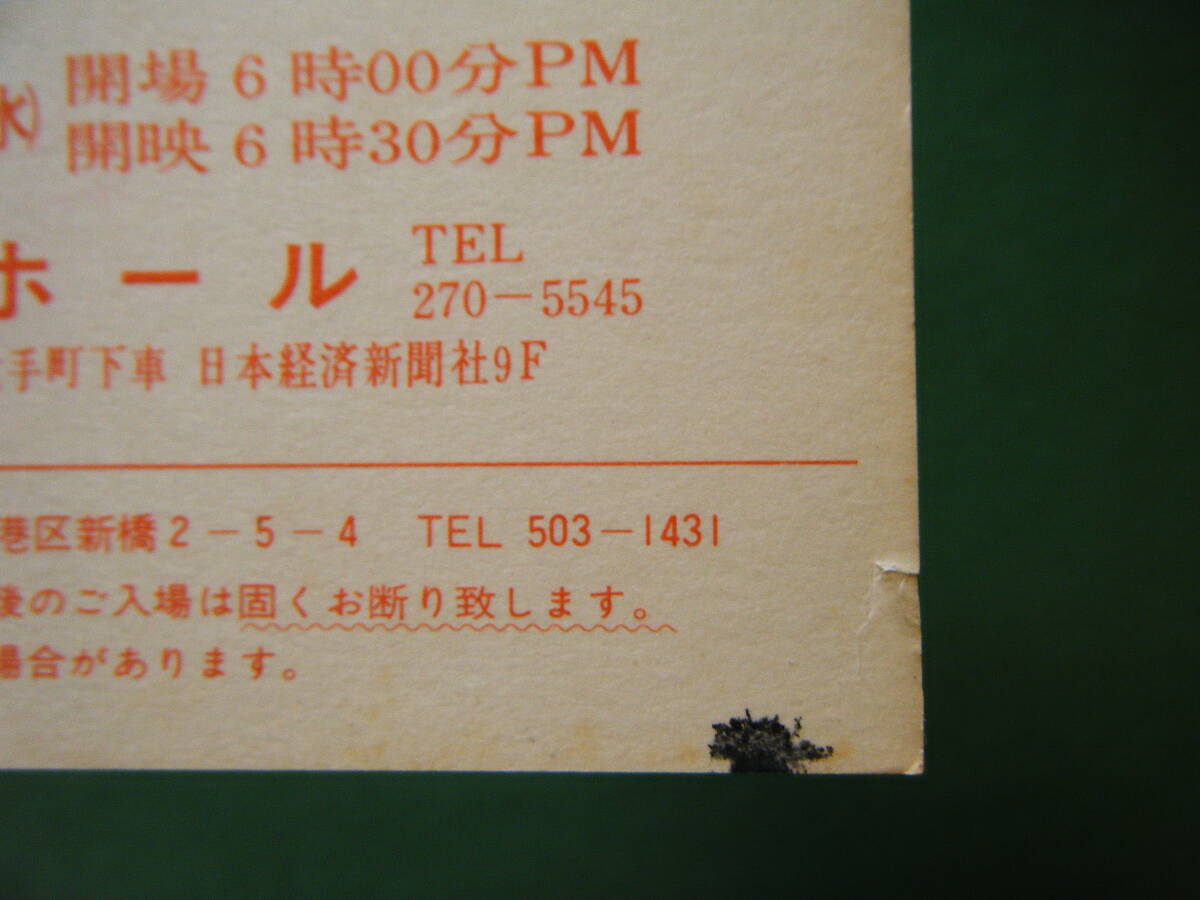 ㈬ 開場 6 時00分PM
開映 6 時30分PM
ホール TEL
270-5545
手町下車 日本経済新聞社9F
港区新橋2-5-4 TEL 503-1431
後のご入場は固くお断り致します。
場合があります。